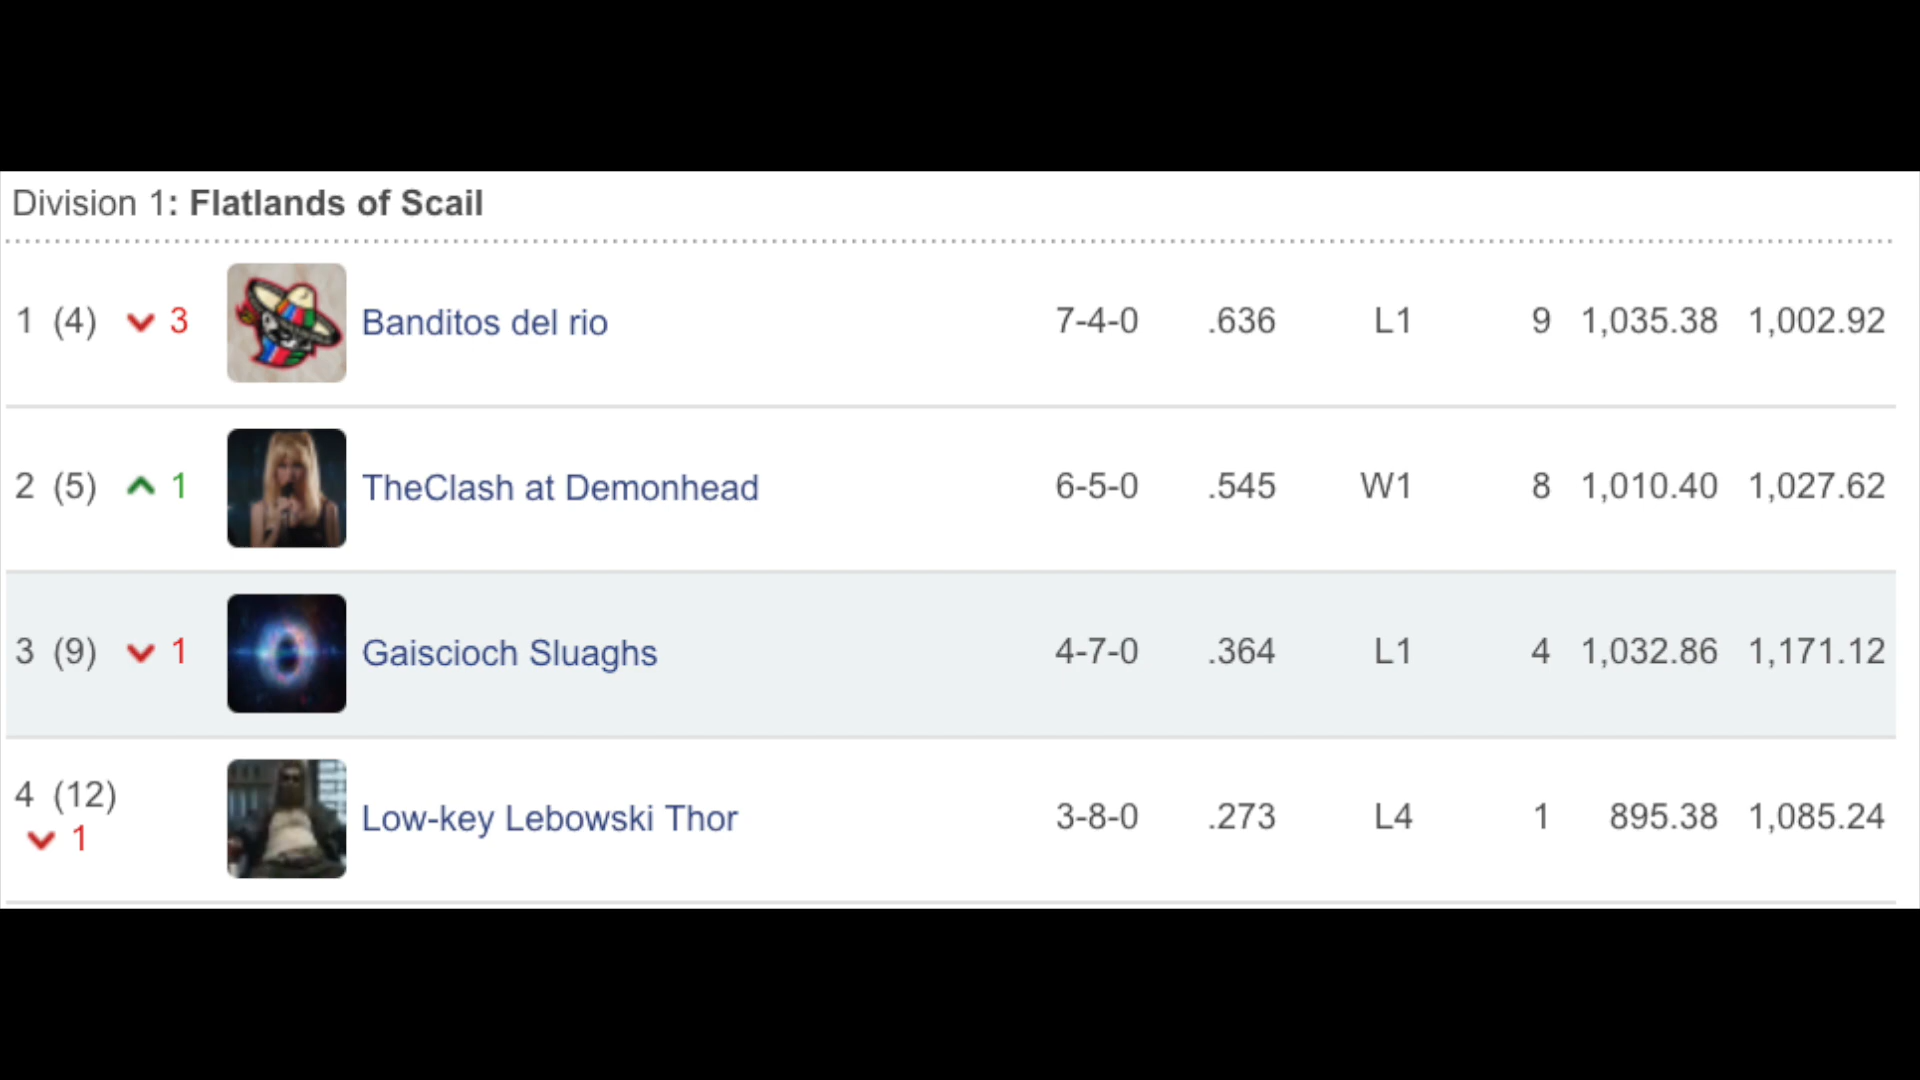 Division 1: Flatlands of Scail
1 (4) 3 Banditos del rio 7-4-0 .636 L1 9 1,035.38 1,002.92
2 (5) 1 TheClash at Demonhead 6-5-0 .545 W1 8 1,010.40 1,027.62
3 (9) 1 Gaiscioch Sluaghs 4-7-0 .364 L1 4 1,032.86 1,171.12
4 (12) 1 Low-key Lebowski Thor 3-8-0 .273 L4 1 895.38 1,085.24